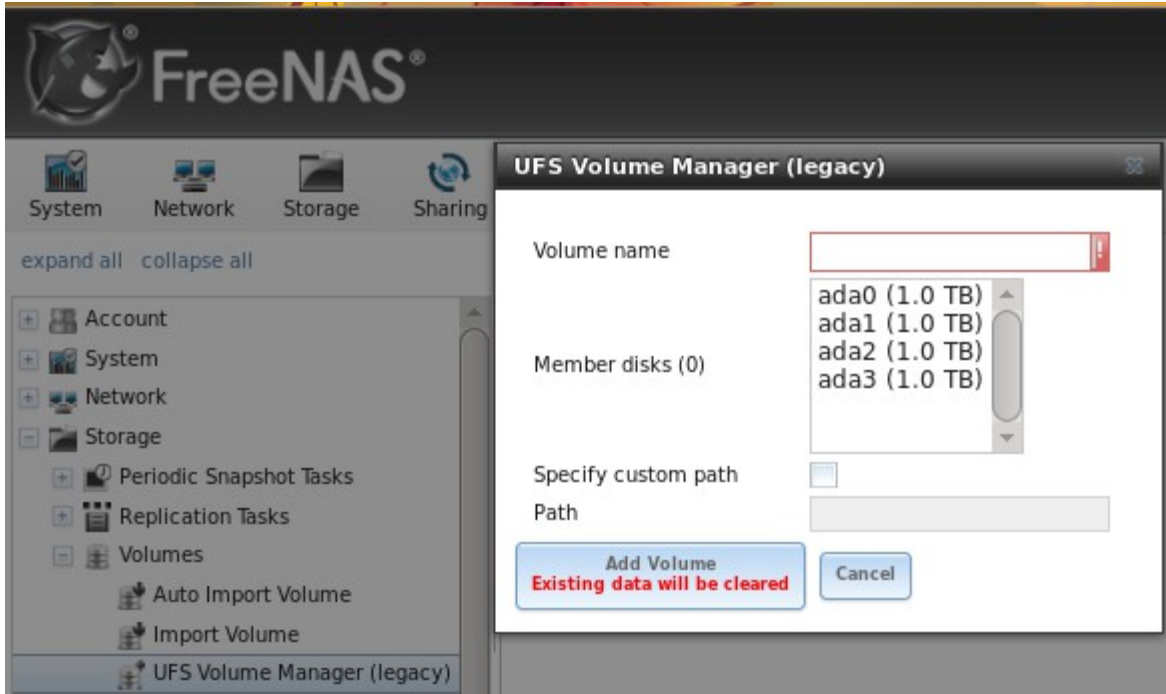 FreeNAS®
System
Network
Storage
Sharing
expand all collapse all
Account
System
Network
Storage
Periodic Snapshot Tasks
Replication Tasks
Volumes
Auto Import Volume
Import Volume
UFS Volume Manager (legacy)
UFS Volume Manager (legacy)
Volume name
!
Member disks (0)
ada0 (1.0 TB)
ada1 (1.0 TB)
ada2 (1.0 TB)
ada3 (1.0 TB)
Specify custom path
Path
Add Volume
Existing data will be cleared
Cancel